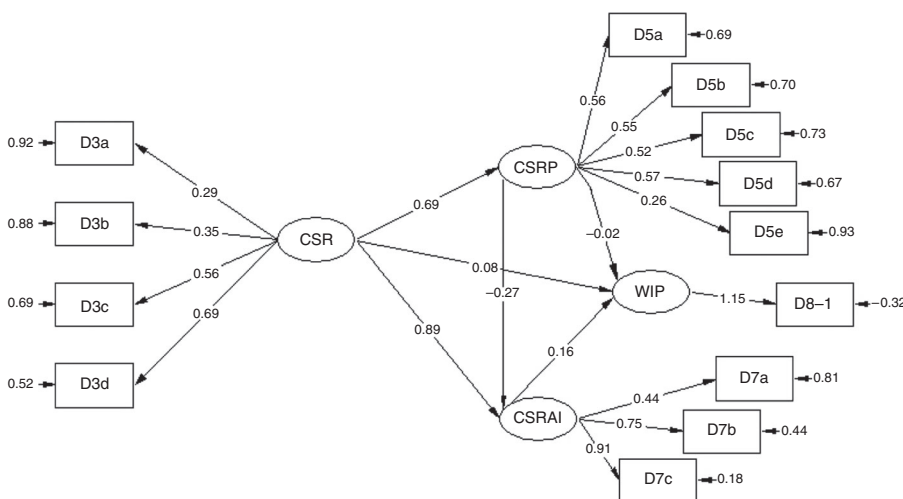 D5a
0.69
D5b
0.70
0.56
0.92
D3a
0.55
D5c
0.73
0.52
CSRP
0.57
D5d
0.67
0.29
0.69
0.26
0.88
D3b
0.35
D5e
0.93
CSR
−0.02
0.56
0.08
−0.27
WIP
1.15
D8–1
−0.32
0.69
D3c
0.69
0.89
0.16
0.52
D3d
D7a
0.81
0.44
CSRAI
0.75
D7b
0.44
0.91
D7c
0.18